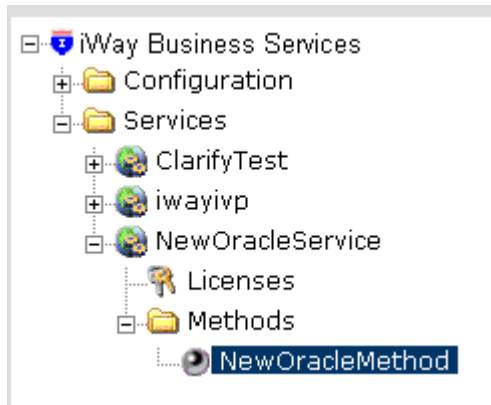 iWay Business Services
Configuration
Services
ClarifyTest
iwayivp
NewOracleService
Licenses
Methods
NewOracleMethod